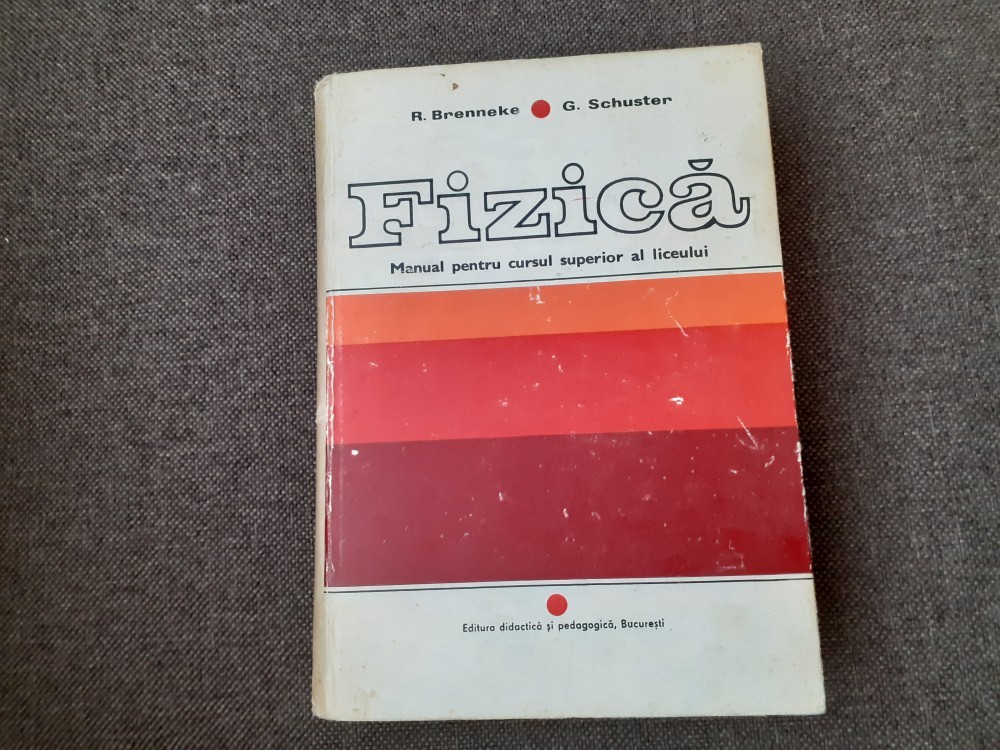 R. Brenneke G. Schuster
Fizică
Manual pentru cursul superior al liceului
Editura didactică și pedagogică, București